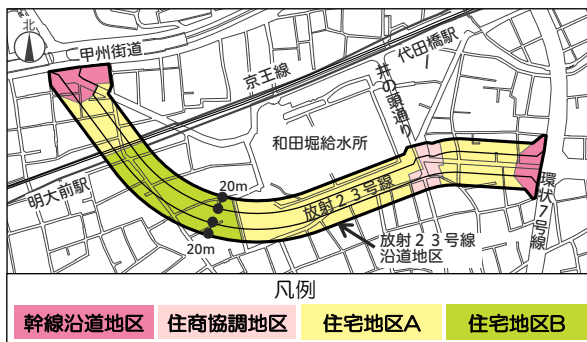 北
甲州街道
代田橋駅
京王線
井の頭通り
和田堀給水所
明大前駅
20m
放射23号線
環状7号線
20m
放射23号線
沿道地区
凡例
幹線沿道地区
住商協調地区
住宅地区A
住宅地区B